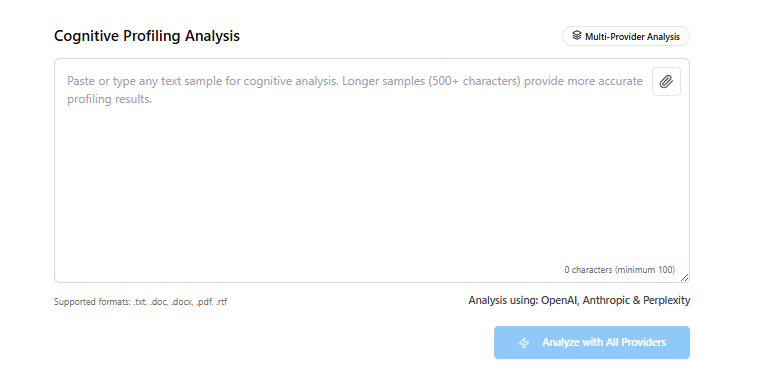 Cognitive Profiling Analysis
Multi-Provider Analysis
Paste or type any text sample for cognitive analysis. Longer samples (500+ characters) provide more accurate
profiling results.
0 characters (minimum 100)
Supported formats: .txt, .doc, .docx, .pdf, .rtf
Analysis using: OpenAI, Anthropic & Perplexity
Analyze with All Providers